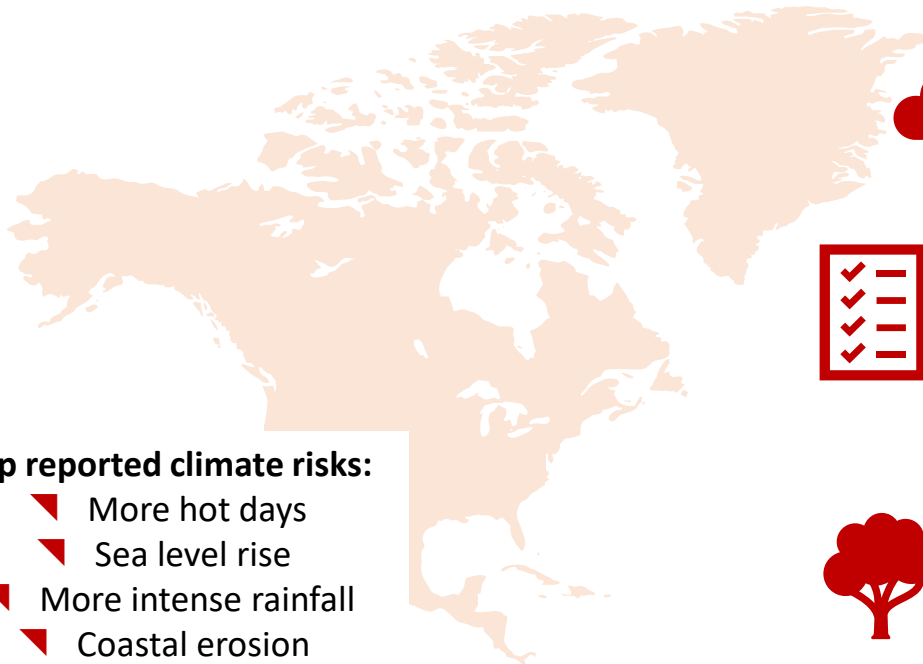 p reported climate risks:
More hot days
Sea level rise
More intense rainfall
Coastal erosion